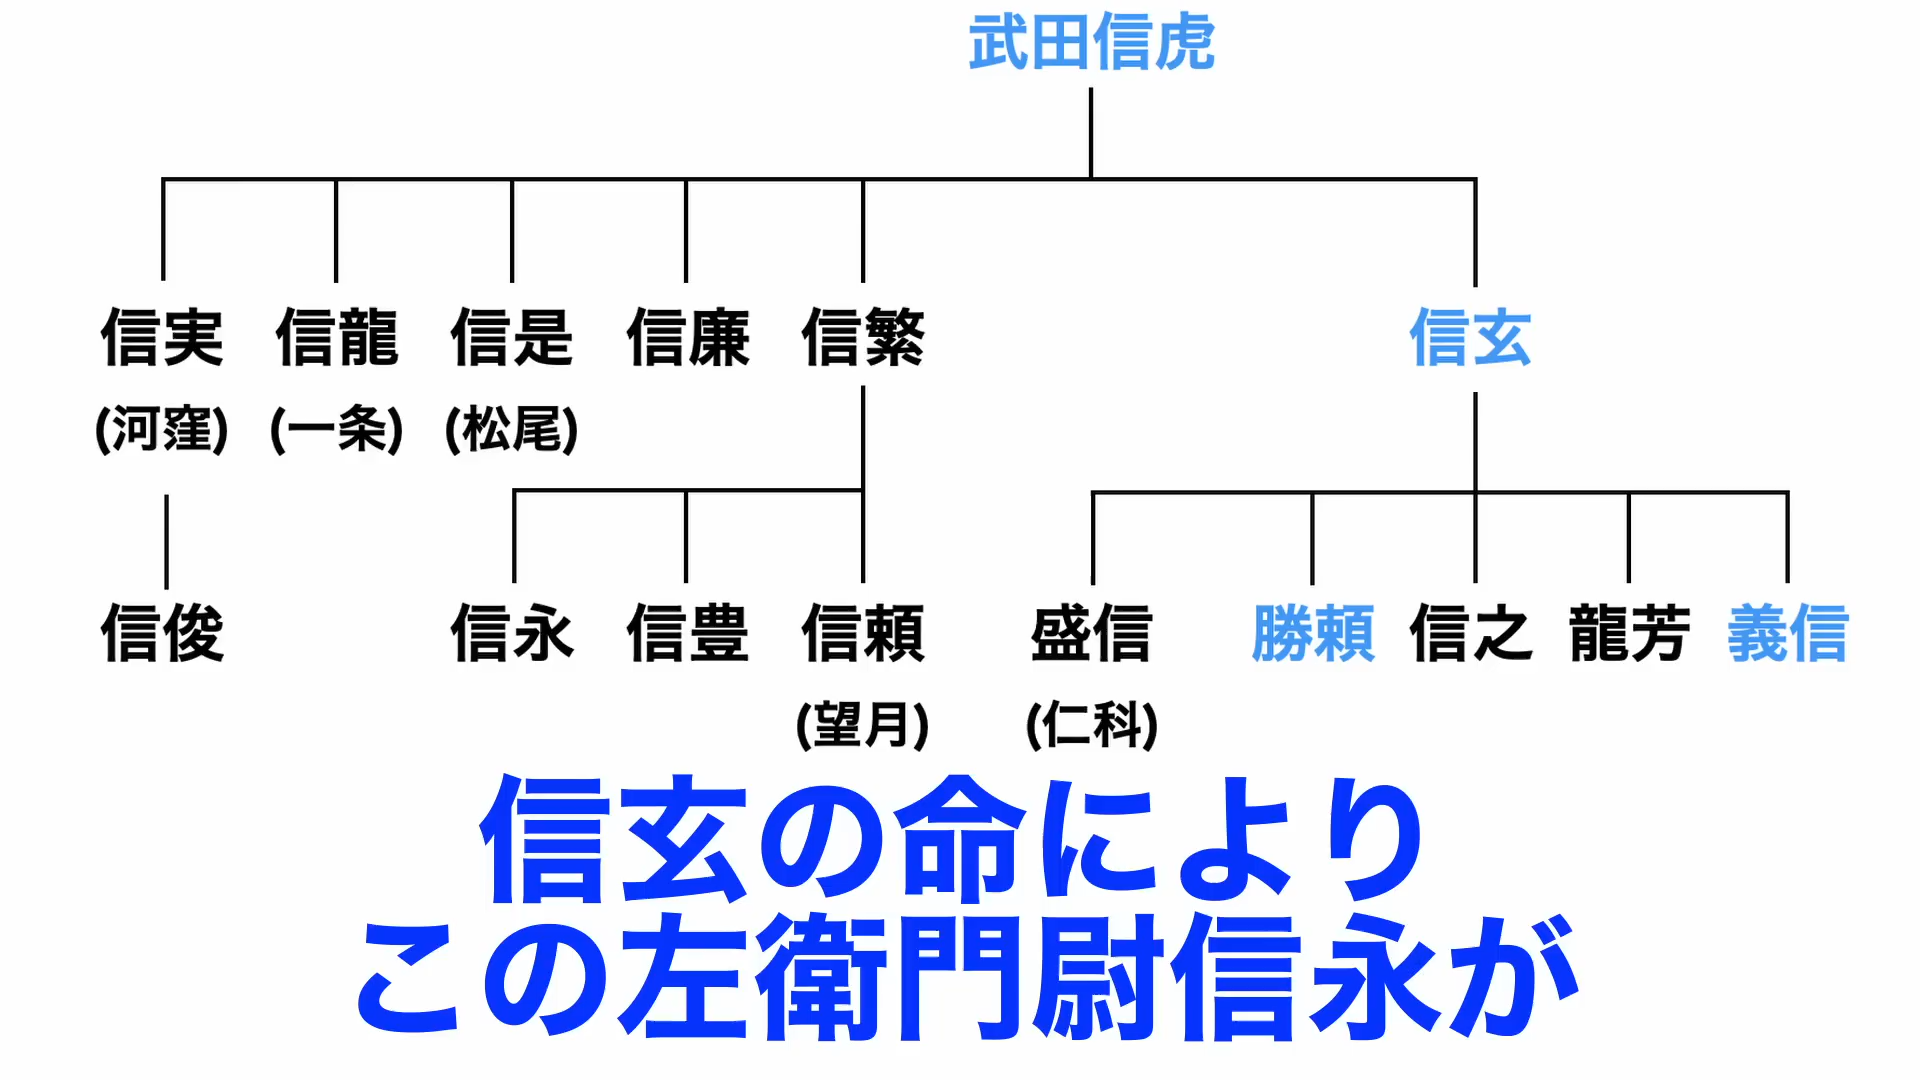 武田信虎
信実 信龍 信是 信廉 信繁 信玄
(河窪) (一条) (松尾)
信俊 信永 信豊 信頼 盛信 勝頼 信之 龍芳 義信
(望月) (仁科)
信玄の命により
この左衛門尉信永が